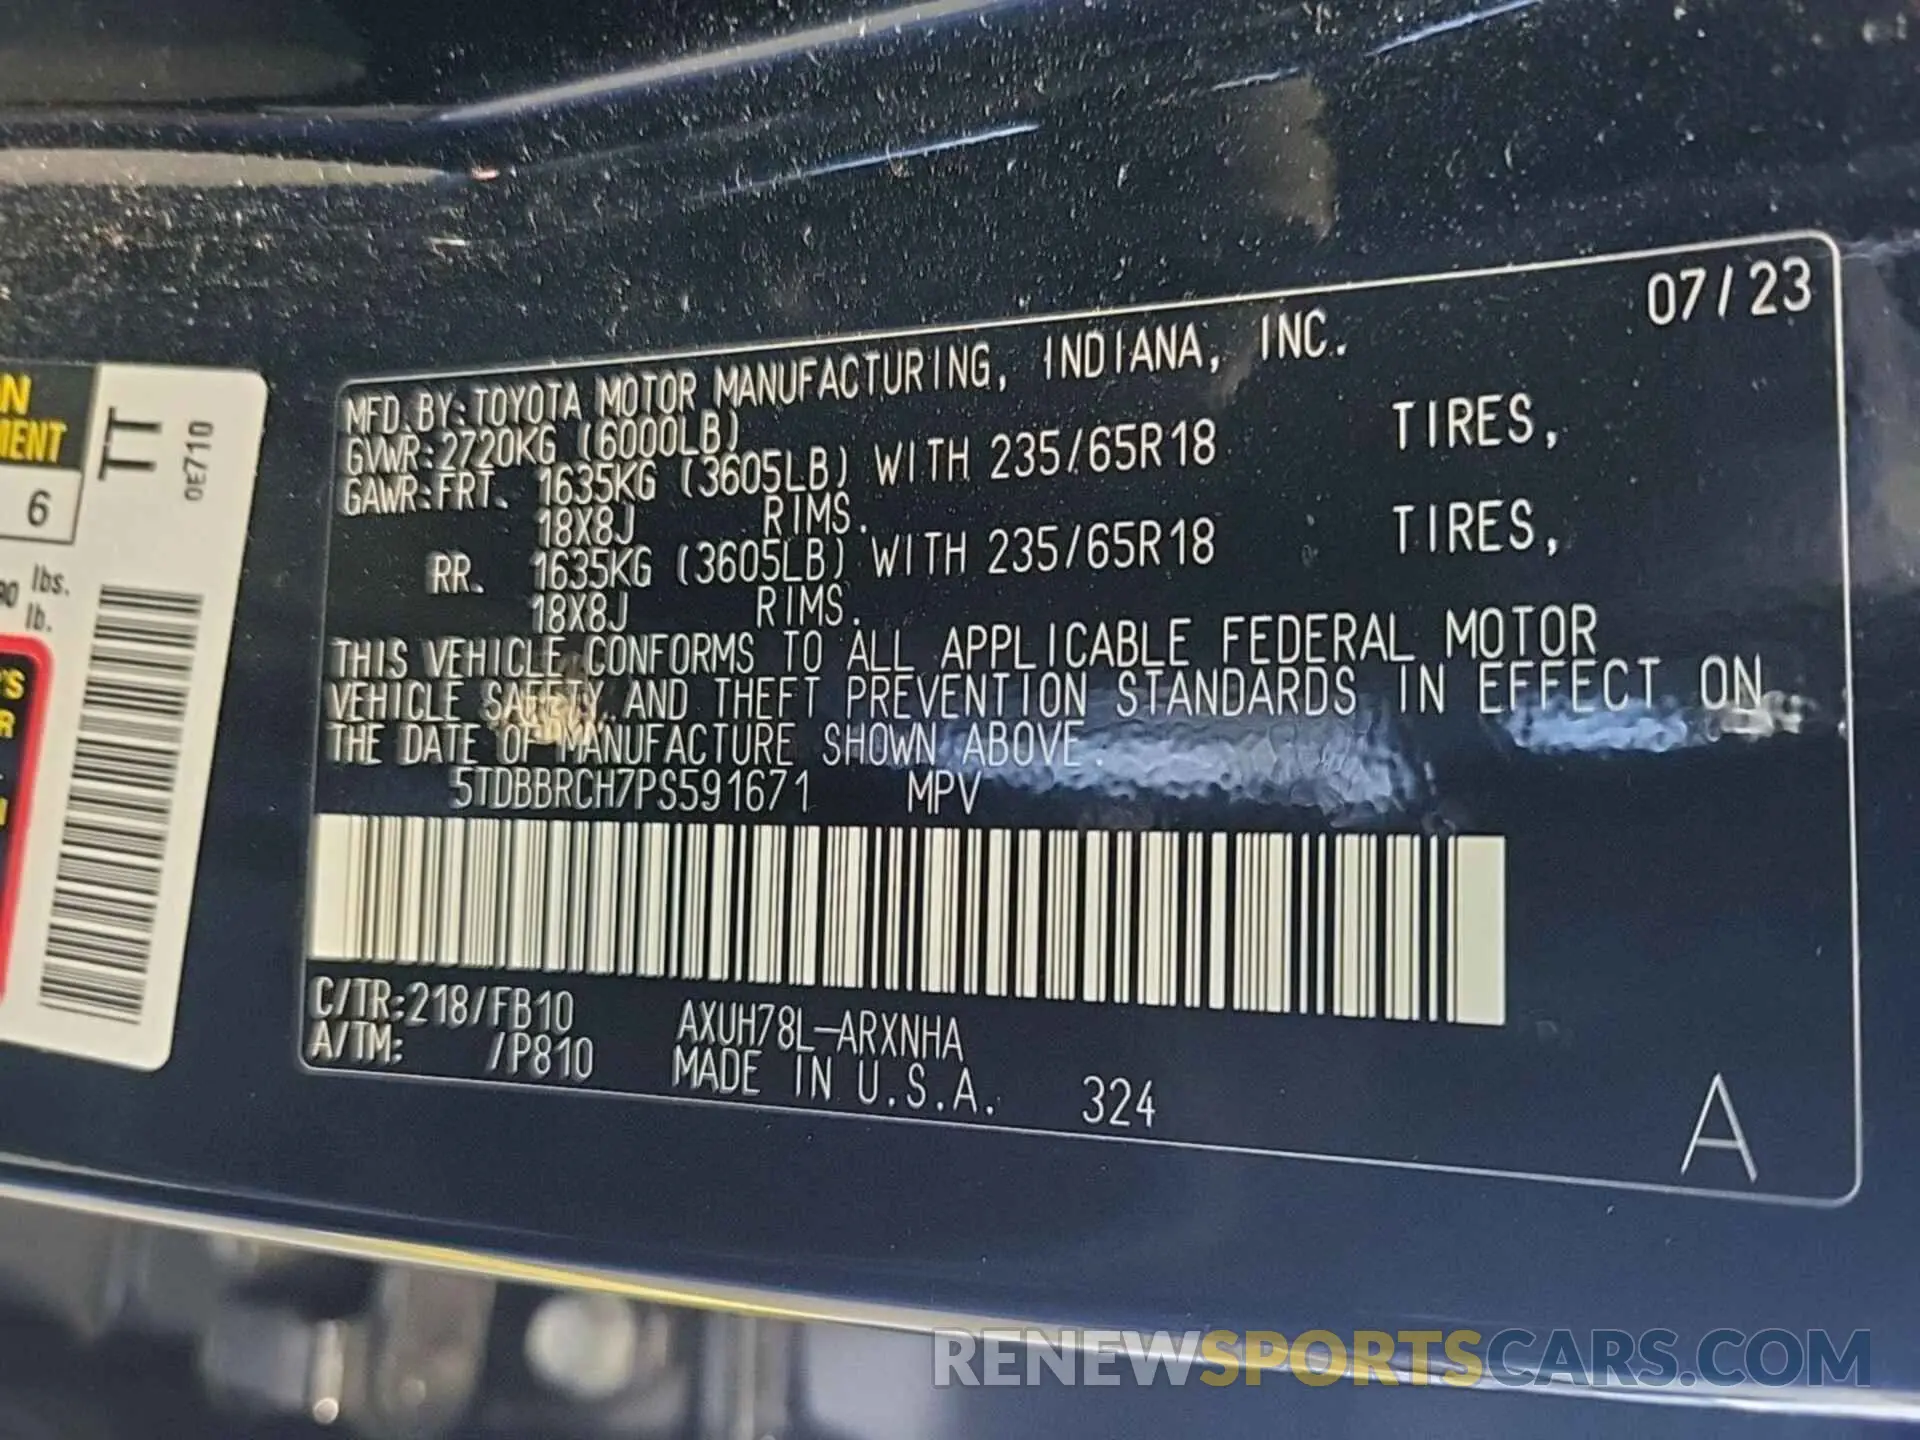 07/23
MFD.BY:TOYOTA MOTOR MANUFACTURING, INDIANA, INC.
GVWR:2720KG (6000LB)
GAWR:FRT. 1635KG (3605LB) WITH 235/65R18 TIRES,
18X8J RIMS.
RR. 1635KG (3605LB) WITH 235/65R18 TIRES,
18X8J RIMS.
THIS VEHICLE CONFORMS TO ALL APPLICABLE FEDERAL MOTOR
VEHICLE SAFETY AND THEFT PREVENTION STANDARDS IN EFFECT ON
THE DATE OF MANUFACTURE SHOWN ABOVE.
5TDBBRCH7PS591671 MPV
C/TR:218/FB10 AXUH78L-ARXNHA
A/TM: /P810 MADE IN U.S.A. 324
A
TT
0E710
6
lbs.
lb.
RENEWSPORTSCARS.COM